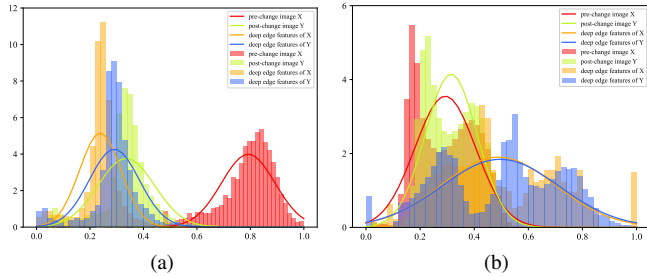 12
10
8
6
4
2
0
0.0 0.2 0.4 0.6 0.8 1.0
pre-change image X
post-change image Y
deep edge features of X
deep edge features of Y
pre-change image X
post-change image Y
deep edge features of X
deep edge features of Y
(a)
6
4
2
0
0.0 0.2 0.4 0.6 0.8 1.0
pre-change image X
post-change image Y
deep edge features of X
deep edge features of Y
pre-change image X
post-change image Y
deep edge features of X
deep edge features of Y
(b)